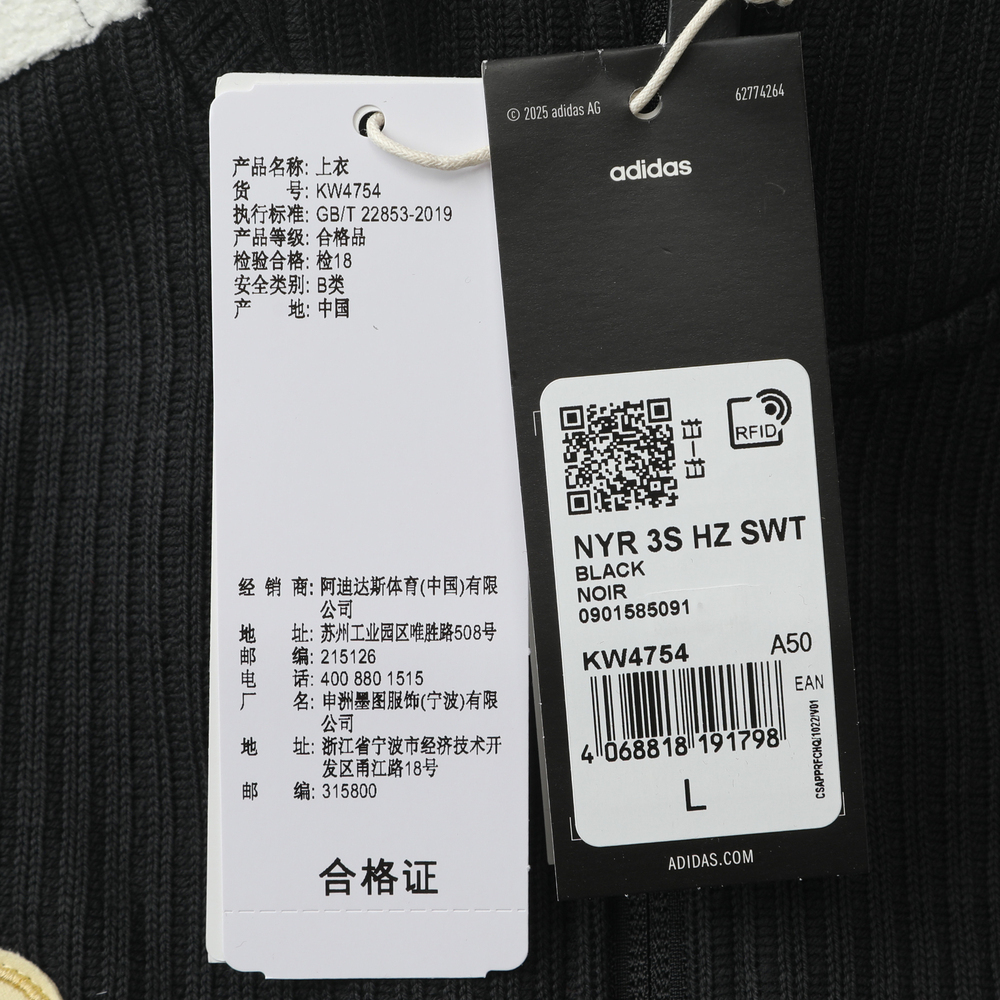 产品名称: 上衣
货 号: KW4754
执行标准: GB/T 22853-2019
产品等级: 合格品
检验合格: 检18
安全类别: B类
产 地: 中国
经 销 商: 阿迪达斯体育(中国)有限
公司
地 址: 苏州工业园区唯胜路508号
邮 编: 215126
电 话: 400 880 1515
厂 名: 申洲墨图服饰(宁波)有限
公司
地 址: 浙江省宁波市经济技术开
发区甬江路18号
邮 编: 315800
合格证
© 2025 adidas AG
62774264
adidas
扫一扫
RFID
NYR 3S HZ SWT
BLACK
NOIR
0901585091
KW4754
A50
EAN
4 068818 191798
CSAPPRFCHQ/1022/V01
L
ADIDAS.COM